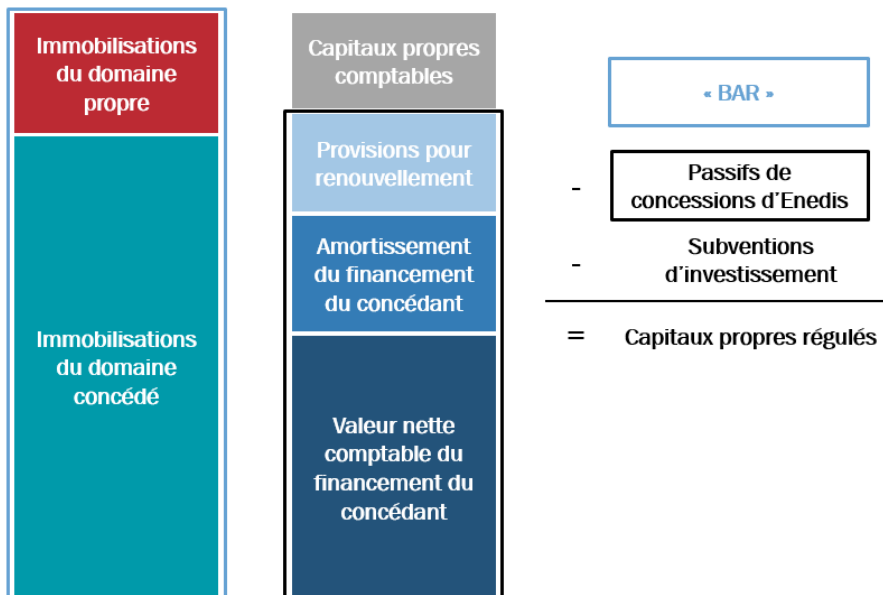 Immobilisations
du domaine
propre
Immobilisations
du domaine
concédé
Capitaux propres
comptables
Provisions pour
renouvellement
Amortissement
du financement
du concédant
Valeur nette
comptable du
financement du
concédant
« BAR »
- Passifs de
concessions d'Enedis
- Subventions
d'investissement
= Capitaux propres régulés